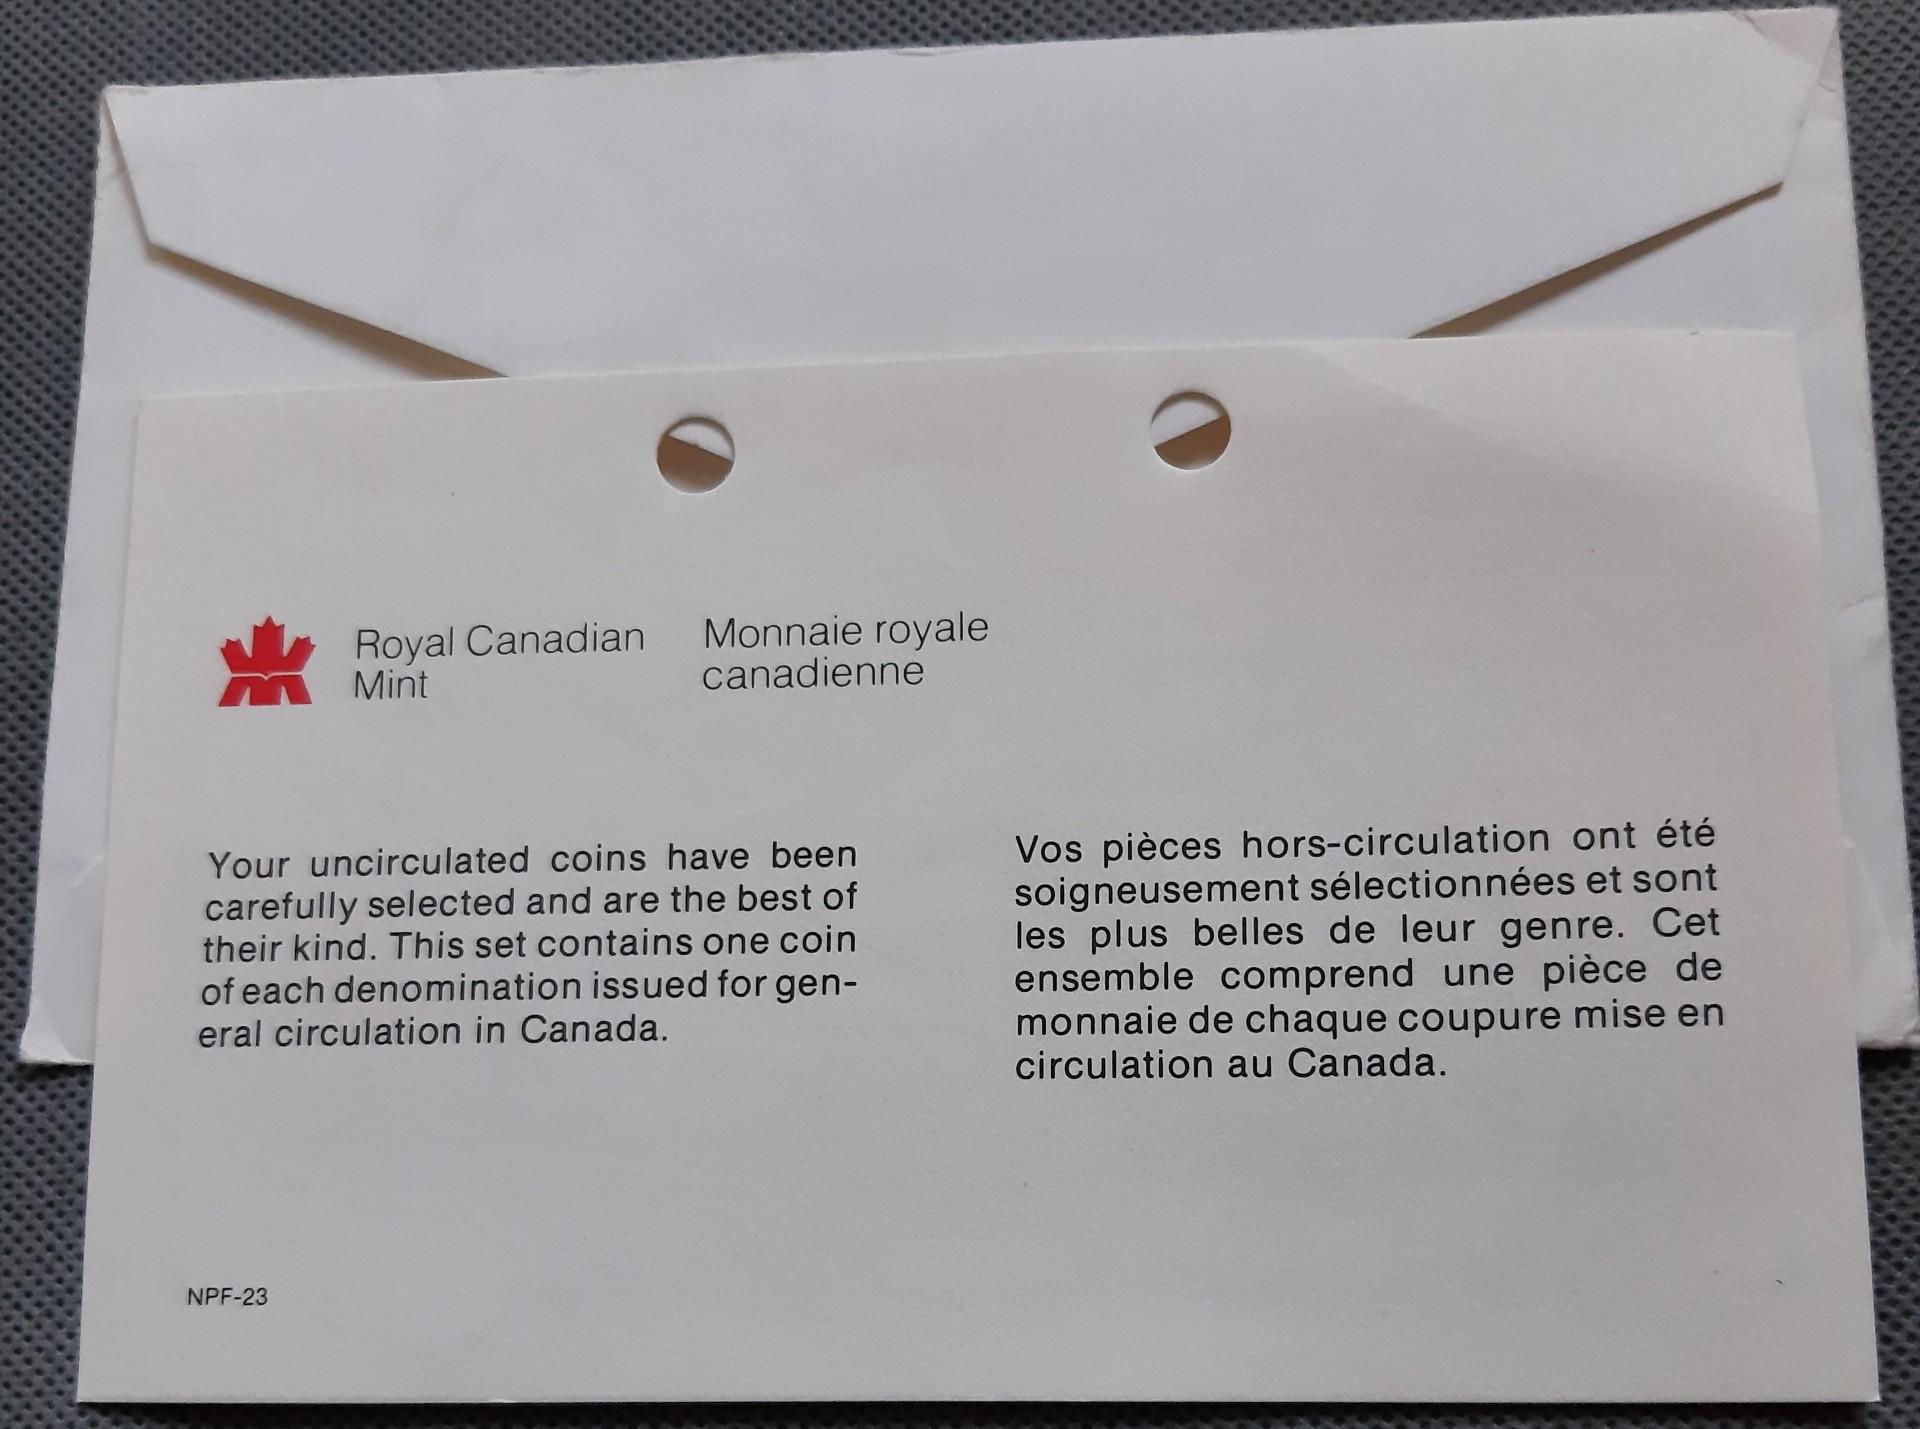 Royal Canadian
Mint
Monnaie royale
canadienne
Your uncirculated coins have been
carefully selected and are the best of
their kind. This set contains one coin
of each denomination issued for gen-
eral circulation in Canada.
Vos pièces hors-circulation ont été
soigneusement sélectionnées et sont
les plus belles de leur genre. Cet
ensemble comprend une pièce de
monnaie de chaque coupure mise en
circulation au Canada.
NPF-23